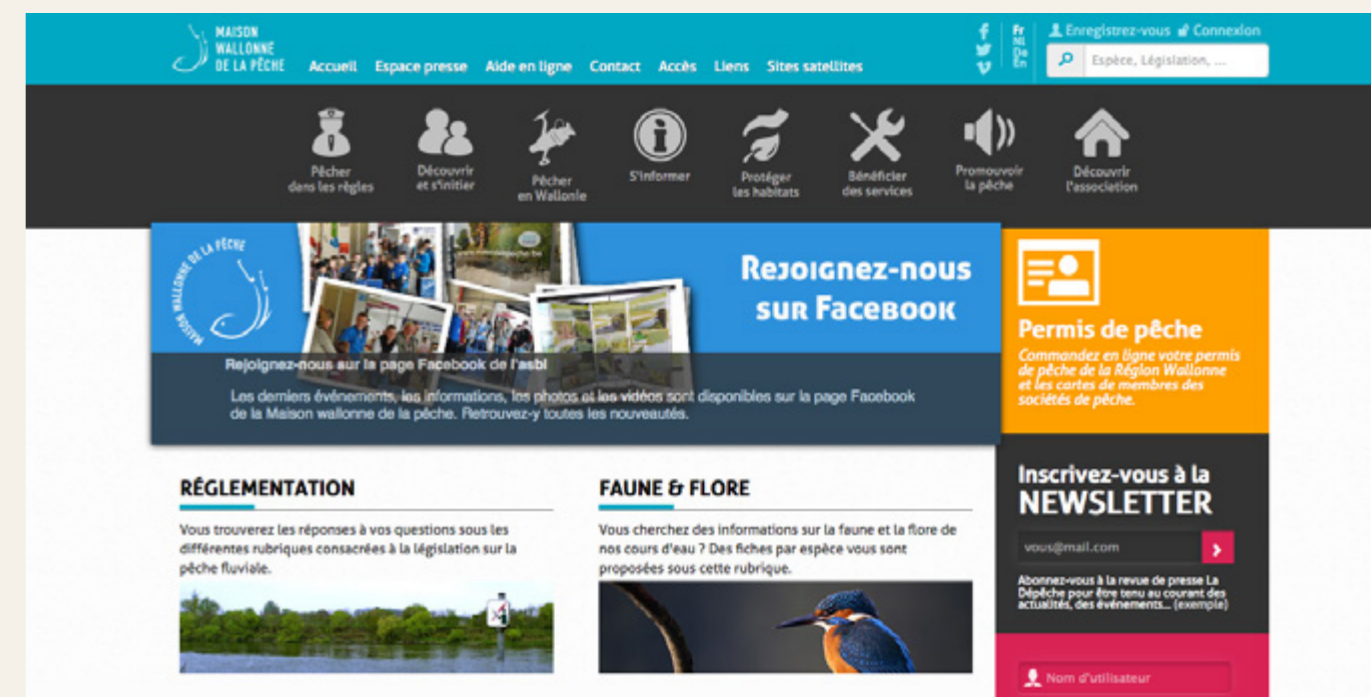 MAISON
WALLONNE
DE LA PÊCHE
Accueil Espace presse Aide en ligne Contact Accès Liens Sites satellites
Fr
Nl
De
En
Enregistrez-vous Connexion
Espèce, Législation, ...
Pêcher
dans les règles
Découvrir
et s'initier
Pêcher
en Wallonie
S'informer
Protéger
les habitats
Bénéficier
des services
Promouvoir
la pêche
Découvrir
l'association
MAISON WALLONNE DE LA PÊCHE
Rejoignez-nous
sur Facebook
Rejoignez-nous sur la page Facebook de l'asbl
Les derniers événements, les informations, les photos et les vidéos sont disponibles sur la page Facebook
de la Maison wallonne de la pêche. Retrouvez-y toutes les nouveautés.
Permis de pêche
Commandez en ligne votre permis
de pêche de la Région Wallonne
et les cartes de membres des
sociétés de pêche.
RÉGLEMENTATION
Vous trouverez les réponses à vos questions sous les
différentes rubriques consacrées à la législation sur la
pêche fluviale.
FAUNE & FLORE
Vous cherchez des informations sur la faune et la flore de
nos cours d'eau ? Des fiches par espèce vous sont
proposées sous cette rubrique.
Inscrivez-vous à la
NEWSLETTER
vous@mail.com
Abonnez-vous à la revue de presse La
Dépêche pour être tenu au courant des
actualités, des événements... (exemple)
Nom d'utilisateur